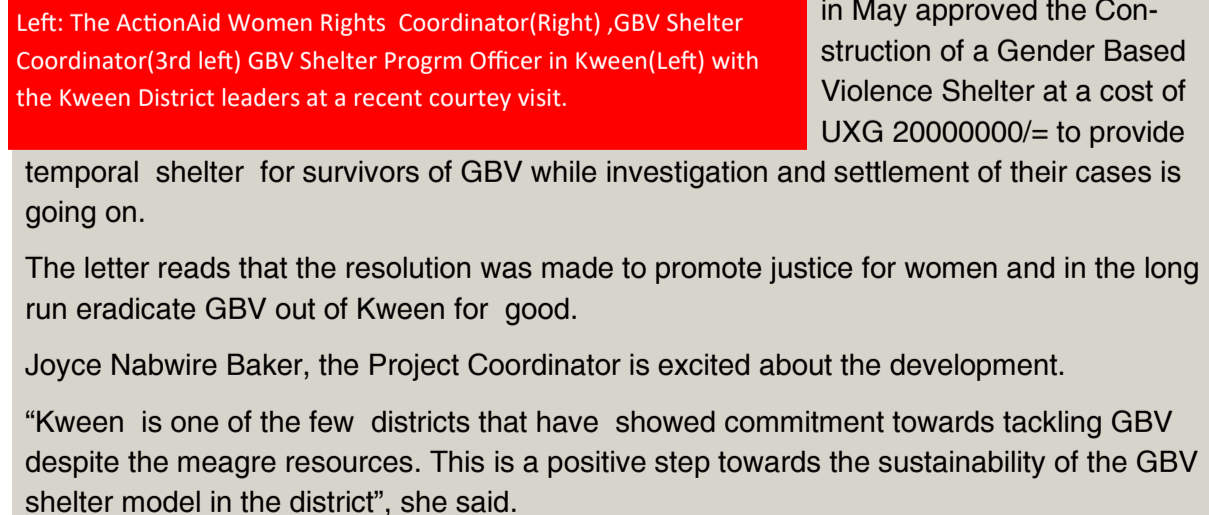 Left: The ActionAid Women Rights  Coordinator(Right) ,GBV Shelter
Coordinator(3rd left) GBV Shelter Progrm Officer in Kween(Left) with
the Kween District leaders at a recent courtey visit.
in May approved the Con-
struction of a Gender Based
Violence Shelter at a cost of
UXG 20000000/= to provide
temporal  shelter  for survivors of GBV while investigation and settlement of their cases is
going on.
The letter reads that the resolution was made to promote justice for women and in the long
run eradicate GBV out of Kween for  good.
Joyce Nabwire Baker, the Project Coordinator is excited about the development.
“Kween  is one of the few  districts that have  showed commitment towards tackling GBV
despite the meagre resources. This is a positive step towards the sustainability of the GBV
shelter model in the district”, she said.